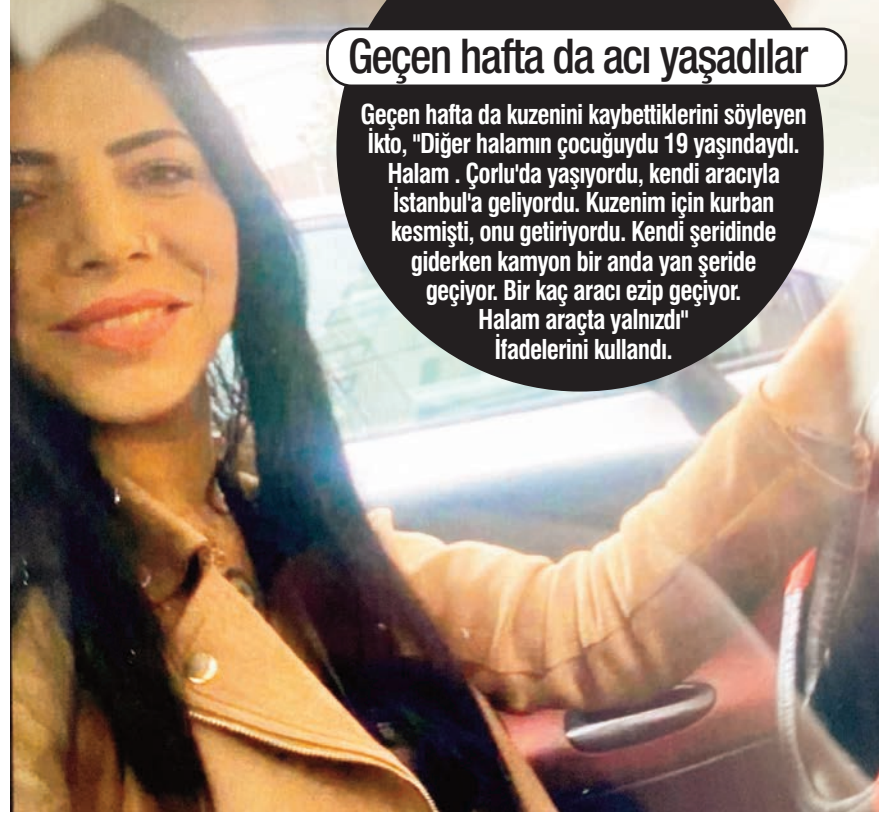 Geçen hafta da acı yaşadılar
Geçen hafta da kuzenini kaybettiklerini söyleyen
İkto, "Diğer halamın çocuğuydu 19 yaşındaydı.
Halam . Çorlu'da yaşıyordu, kendi aracıyla
İstanbul'a geliyordu. Kuzenim için kurban
kesmişti, onu getiriyordu. Kendi şeridinde
giderken kamyon bir anda yan şeride
geçiyor. Bir kaç aracı ezip geçiyor.
Halam araçta yalnızdı"
İfadelerini kullandı.